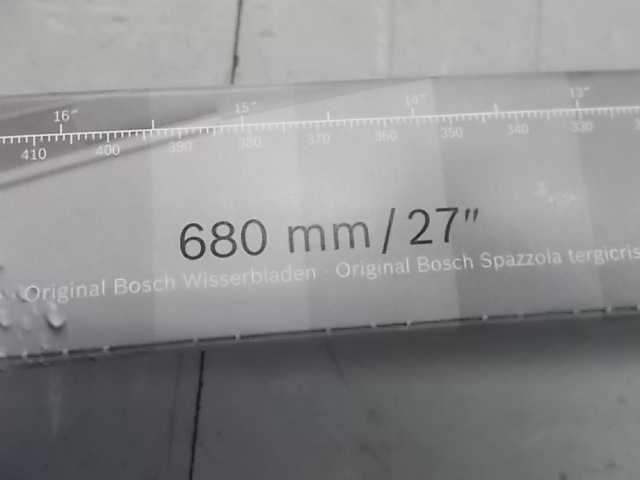 16" 15" 14" 13"
410 400 390 380 370 360 350 340 330
680 mm / 27"
Original Bosch Wisserbladen · Original Bosch Spazzola tergicris